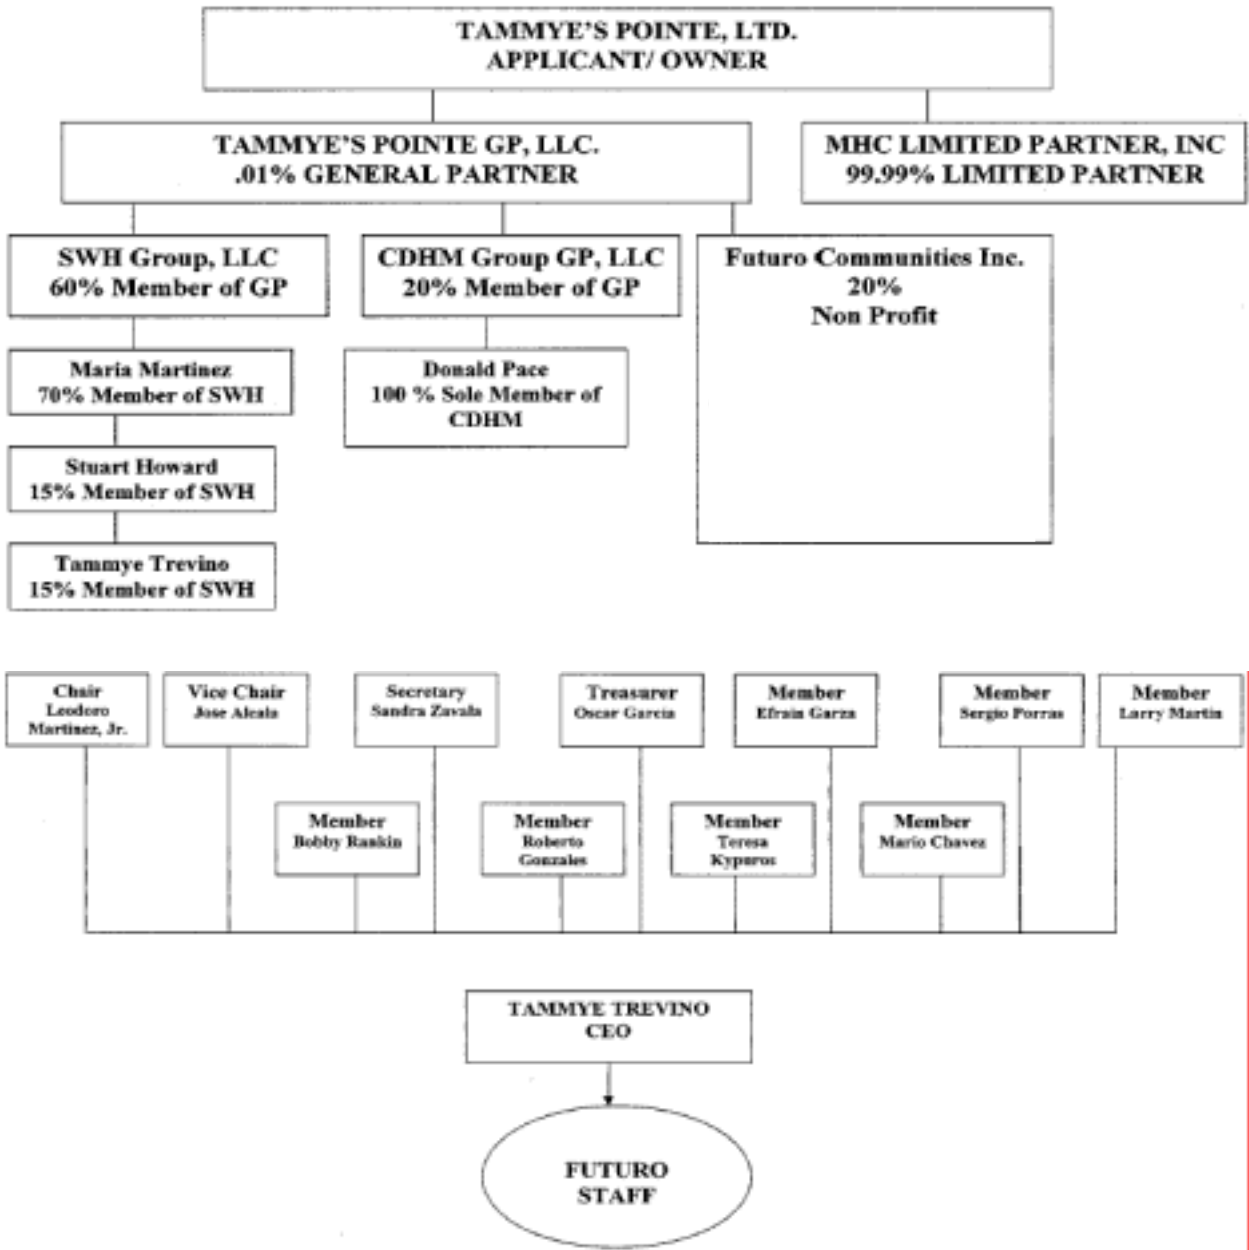 TAMMYE'S POINTE, LTD.
APPLICANT/ OWNER
TAMMYE'S POINTE GP, LLC.
.01% GENERAL PARTNER
MHC LIMITED PARTNER, INC
99.99% LIMITED PARTNER
SWH Group, LLC
60% Member of GP
CDHM Group GP, LLC
20% Member of GP
Futuro Communities Inc.
20%
Non Profit
Maria Martinez
70% Member of SWH
Donald Pace
100 % Sole Member of
CDHM
Stuart Howard
15% Member of SWH
Tammye Trevino
15% Member of SWH
Chair
Leodoro
Martinez, Jr.
Vice Chair
Jose Alcala
Secretary
Sandra Zavala
Treasurer
Oscar Garcia
Member
Efrain Garza
Member
Sergio Porras
Member
Larry Martin
Member
Bobby Rankin
Member
Roberto
Gonzales
Member
Teresa
Kypuros
Member
Mario Chavez
TAMMYE TREVINO
CEO
FUTURO
STAFF